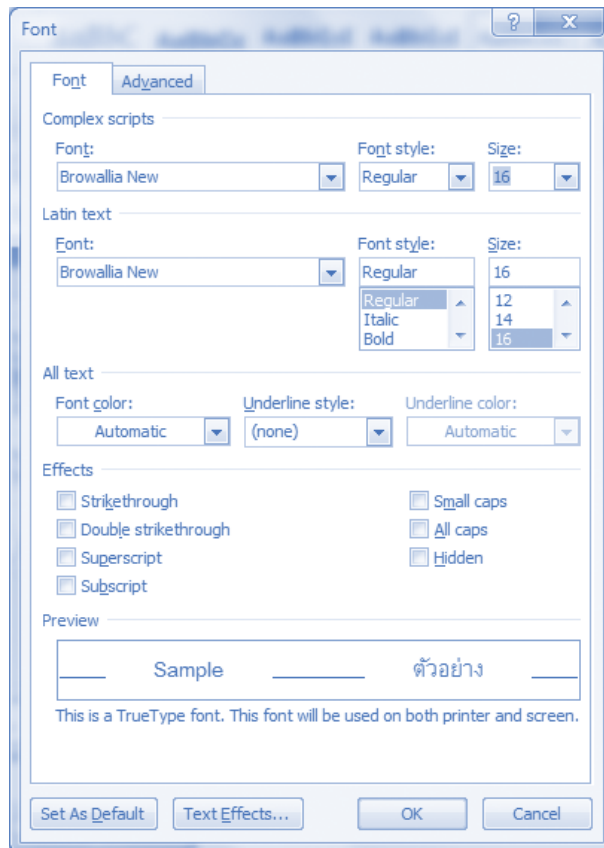 Font
Font Advanced
Complex scripts
Font: Font style: Size:
Browallia New Regular 16
Latin text
Font: Font style: Size:
Browallia New Regular 16
Regular 12
Italic 14
Bold 16
All text
Font color: Underline style: Underline color:
Automatic (none) Automatic
Effects
Strikethrough Small caps
Double strikethrough All caps
Superscript Hidden
Subscript
Preview
Sample ตัวอย่าง
This is a TrueType font. This font will be used on both printer and screen.
Set As Default Text Effects... OK Cancel